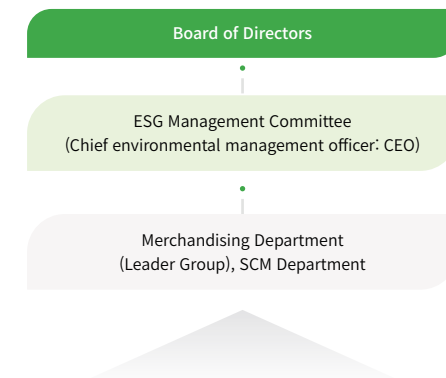 Board of Directors
ESG Management Committee
(Chief environmental management officer: CEO)
Merchandising Department
(Leader Group), SCM Department